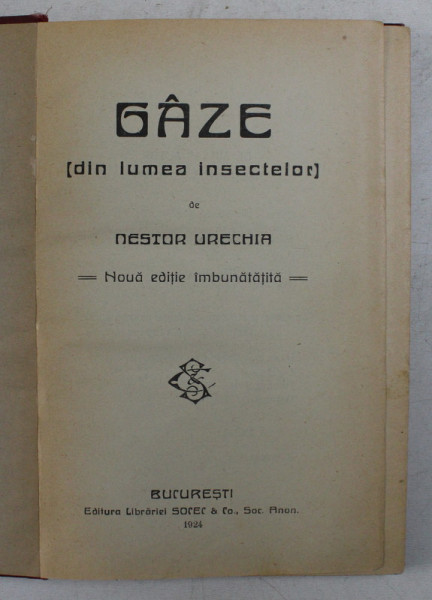 GÂZE
[din lumea insectelor]
de
NESTOR URECHIA
Nouă ediție îmbunătățită
BUCUREȘTI
Editura Librăriei SOCEC & Co., Soc. Anon.
1924